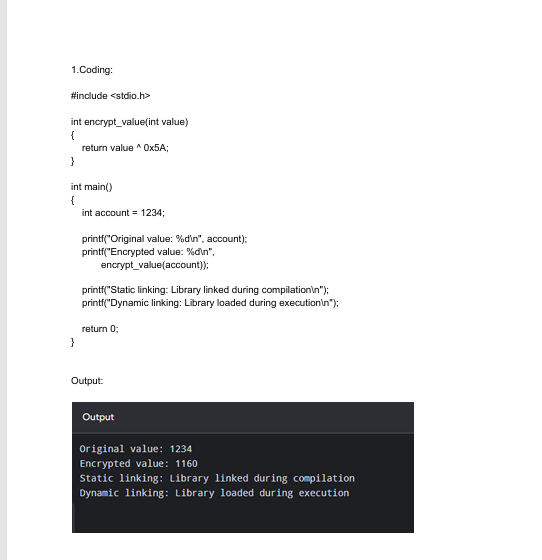 1.Coding:
#include <stdio.h>
int encrypt_value(int value)
{
return value ^ 0x5A;
}
int main()
{
int account = 1234;
printf("Original value: %d\n", account);
printf("Encrypted value: %d\n",
encrypt_value(account));
printf("Static linking: Library linked during compilation\n");
printf("Dynamic linking: Library loaded during execution\n");
return 0;
}
Output:
Output
Original value: 1234
Encrypted value: 1160
Static linking: Library linked during compilation
Dynamic linking: Library loaded during execution